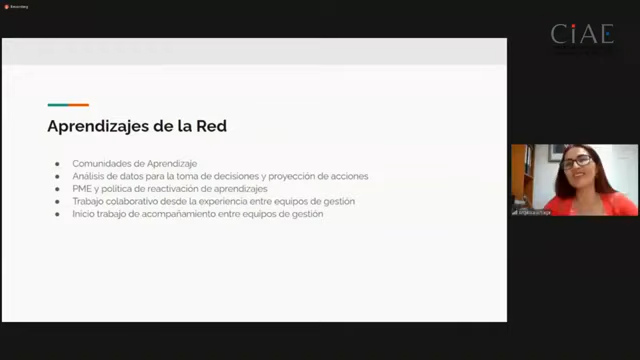 Recording
CiAE
Aprendizajes de la Red
● Comunidades de Aprendizaje
● Análisis de datos para la toma de decisiones y proyección de acciones
● PME y política de reactivación de aprendizajes
● Trabajo colaborativo desde la experiencia entre equipos de gestión
● Inicio trabajo de acompañamiento entre equipos de gestión